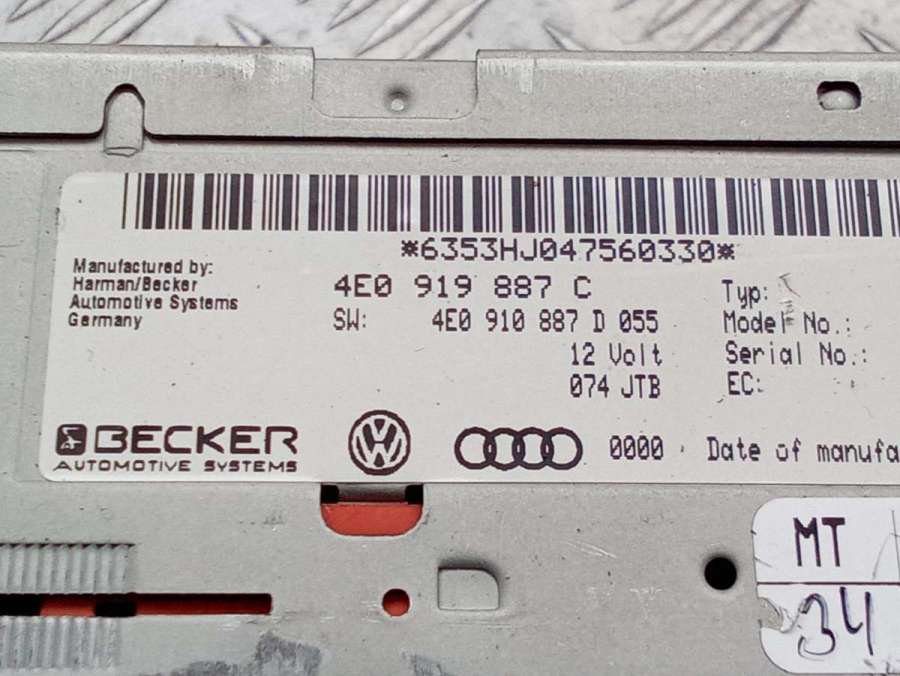 *6353HJ047560330*
Manufactured by:
Harman/Becker
Automotive Systems
Germany
4E0 919 887 C
SW: 4E0 910 887 D 055
12 Volt
074 JTB
Typ:
Model No.:
Serial No.:
EC:
BECKER
AUTOMOTIVE SYSTEMS
0000
Date of manufa
MT
34